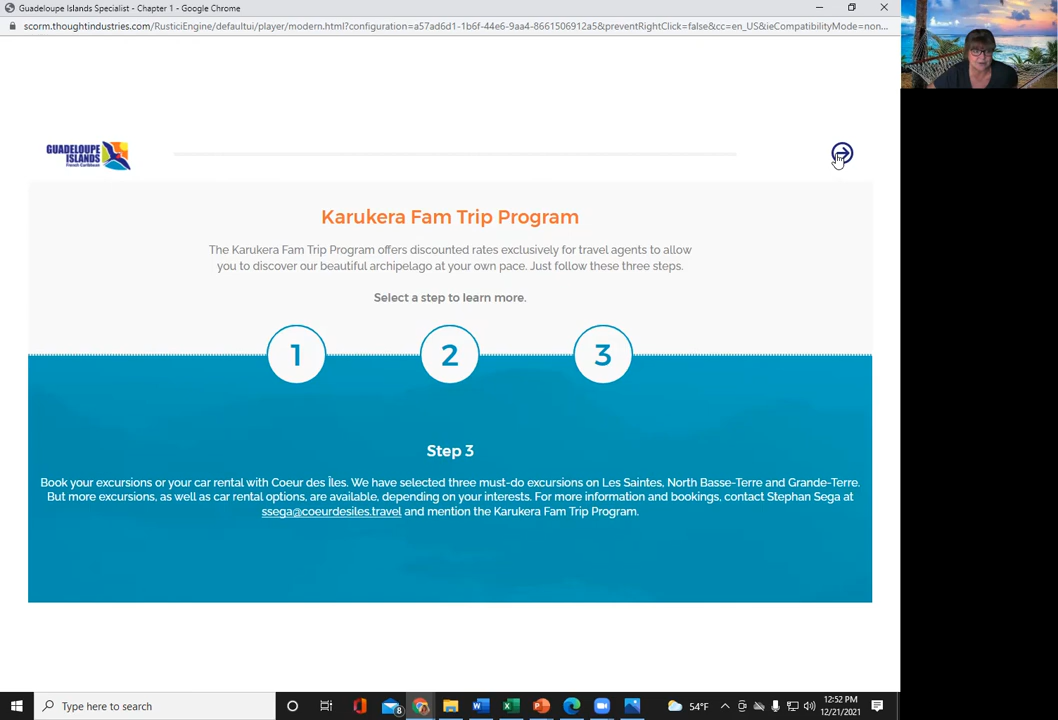 Guadeloupe Islands Specialist - Chapter 1 - Google Chrome
scorm.thoughtindustries.com/RusticiEngine/defaultui/player/modern.html?configuration=a57ad6d1-1b6f-44e6-9aa4-8661506912a5&preventRightClick=false&cc=en_US&ieCompatibilityMode=non...
GUADELOUPE
ISLANDS
French Caribbean
Karukera Fam Trip Program
The Karukera Fam Trip Program offers discounted rates exclusively for travel agents to allow
you to discover our beautiful archipelago at your own pace. Just follow these three steps.
Select a step to learn more.
1 2 3
Step 3
Book your excursions or your car rental with Coeur des Îles. We have selected three must-do excursions on Les Saintes, North Basse-Terre and Grande-Terre.
But more excursions, as well as car rental options, are available, depending on your interests. For more information and bookings, contact Stephan Sega at
ssega@coeurdesiles.travel and mention the Karukera Fam Trip Program.
Type here to search
8
54°F
12:52 PM
12/21/2021